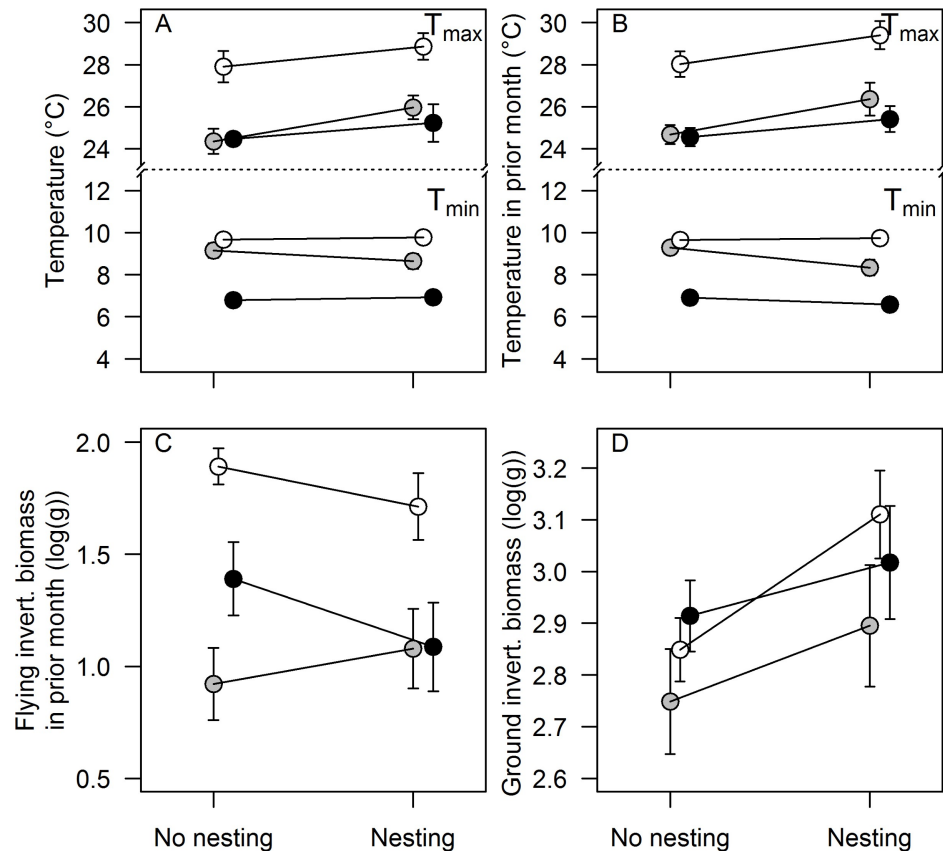 A
Tmax
30
28
26
24
12
10
8
6
4
Temperature (°C)
Tmin
B
Tmax
30
28
26
24
12
10
8
6
4
Temperature in prior month (°C)
Tmin
C
2.0
1.5
1.0
0.5
Flying invert. biomass
in prior month (log(g))
No nesting
Nesting
D
3.2
3.1
3.0
2.9
2.8
2.7
2.6
Ground invert. biomass (log(g))
No nesting
Nesting